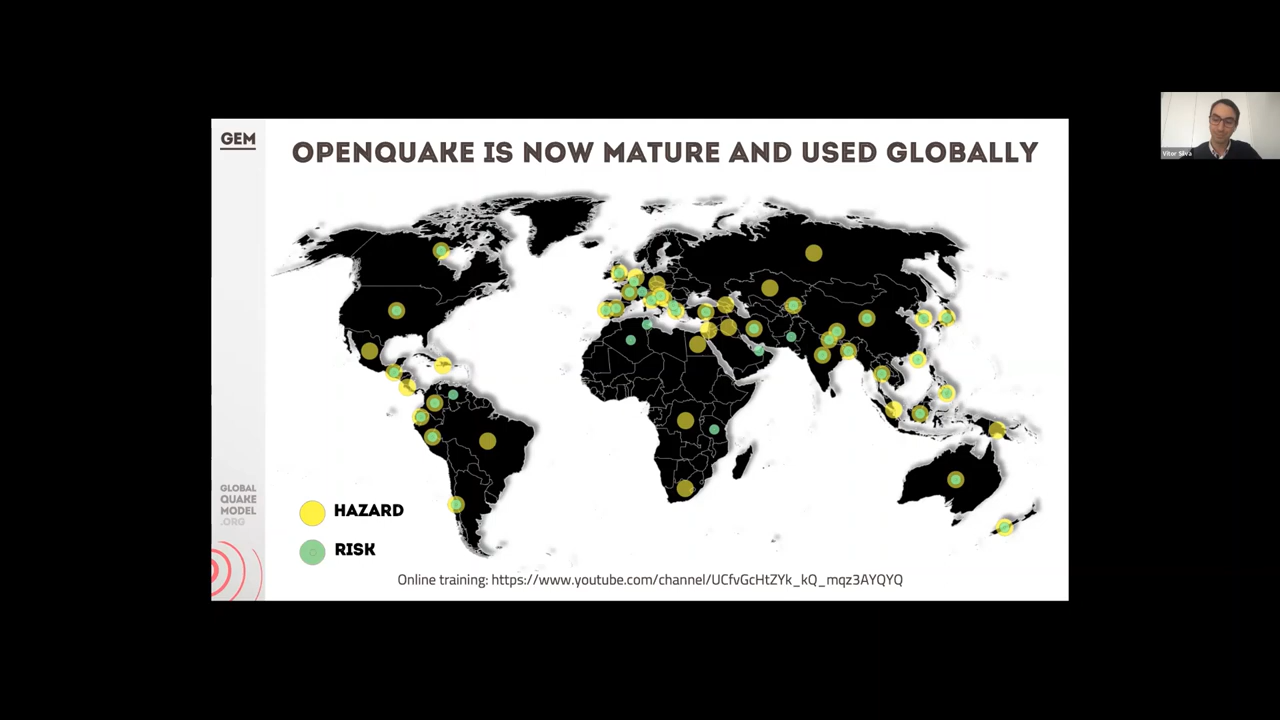 GEM
OPENQUAKE IS NOW MATURE AND USED GLOBALLY
Vitor Silva
HAZARD
RISK
GLOBAL
QUAKE
MODEL
.ORG
Online training: https://www.youtube.com/channel/UCfvGcHtZYk_kQ_mqz3AYQYQ